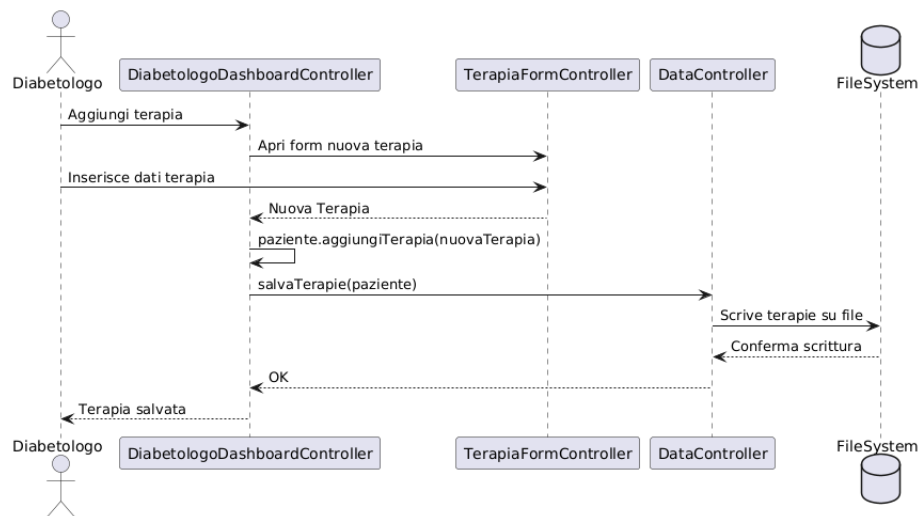 Diabetologo
DiabetologoDashboardController
TerapiaFormController
DataController
FileSystem
Aggiungi terapia
Apri form nuova terapia
Inserisce dati terapia
Nuova Terapia
paziente.aggiungiTerapia(nuovaTerapia)
salvaTerapie(paziente)
Scrive terapie su file
Conferma scrittura
OK
Terapia salvata
Diabetologo
DiabetologoDashboardController
TerapiaFormController
DataController
FileSystem